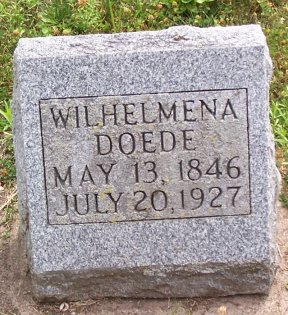 WILHELMENA
DOEDE
MAY 13, 1846
JULY 20, 1927